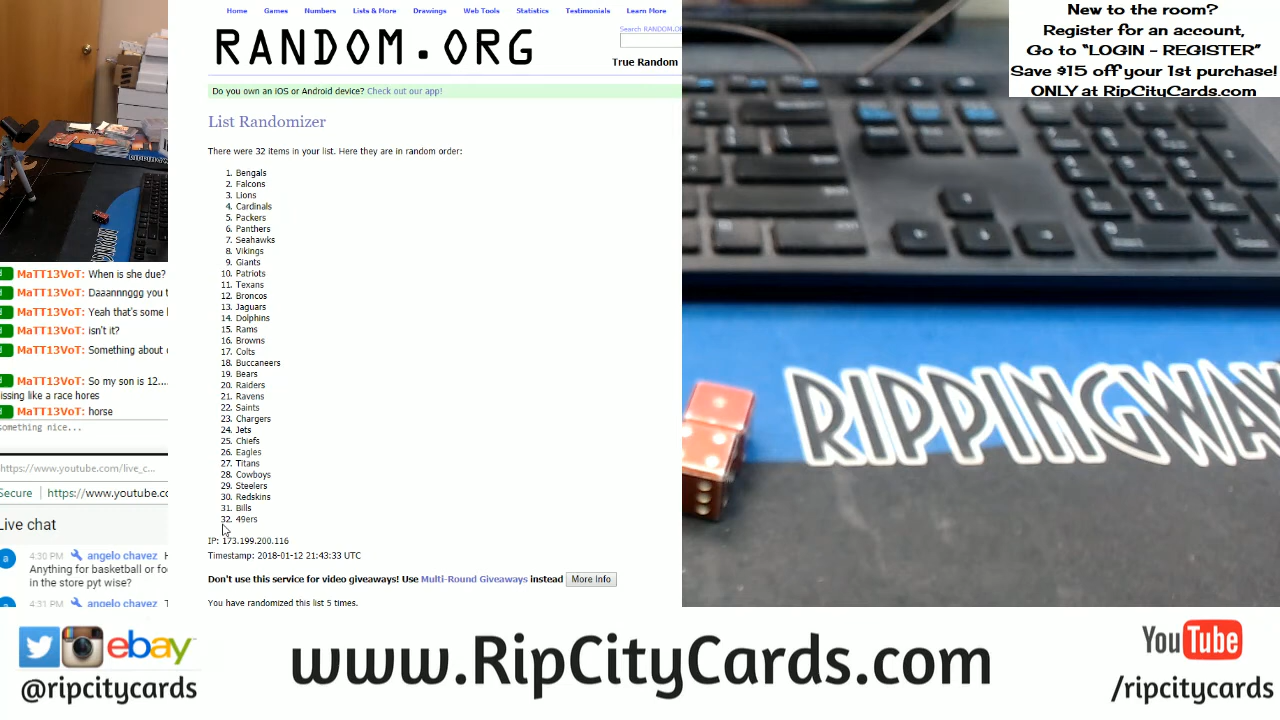 Home Games Numbers Lists & More Drawings Web Tools Statistics Testimonials Learn More
RANDOM.ORG
Search RANDOM.OR
True Random
Do you own an iOS or Android device? Check out our app!
List Randomizer
There were 32 items in your list. Here they are in random order:
1. Bengals
2. Falcons
3. Lions
4. Cardinals
5. Packers
6. Panthers
7. Seahawks
8. Vikings
9. Giants
10. Patriots
11. Texans
12. Broncos
13. Jaguars
14. Dolphins
15. Rams
16. Browns
17. Colts
18. Buccaneers
19. Bears
20. Raiders
21. Ravens
22. Saints
23. Chargers
24. Jets
25. Chiefs
26. Eagles
27. Titans
28. Cowboys
29. Steelers
30. Redskins
31. Bills
32. 49ers
IP: 173.199.200.116
Timestamp: 2018-01-12 21:43:33 UTC
Don't use this service for video giveaways! Use Multi-Round Giveaways instead More Info
You have randomized this list 5 times.
MaTT13VoT: When is she due?
MaTT13VoT: Daaannnggg you t
MaTT13VoT: Yeah that's some
MaTT13VoT: isn't it?
MaTT13VoT: Something about
MaTT13VoT: So my son is 12....
issing like a race hores
MaTT13VoT: horse
something nice...
https://www.youtube.com/live_c...
Secure https://www.youtube.co
Live chat
a 4:30 PM angelo chavez
Anything for basketball or fo
in the store pyt wise?
a 4:31 PM angelo chavez
New to the room?
Register for an account,
Go to “LOGIN - REGISTER”
Save $15 off your 1st purchase!
ONLY at RipCityCards.com
RIPPINGWA
ebay
@ripcitycards
www.RipCityCards.com
YouTube
/ripcitycards